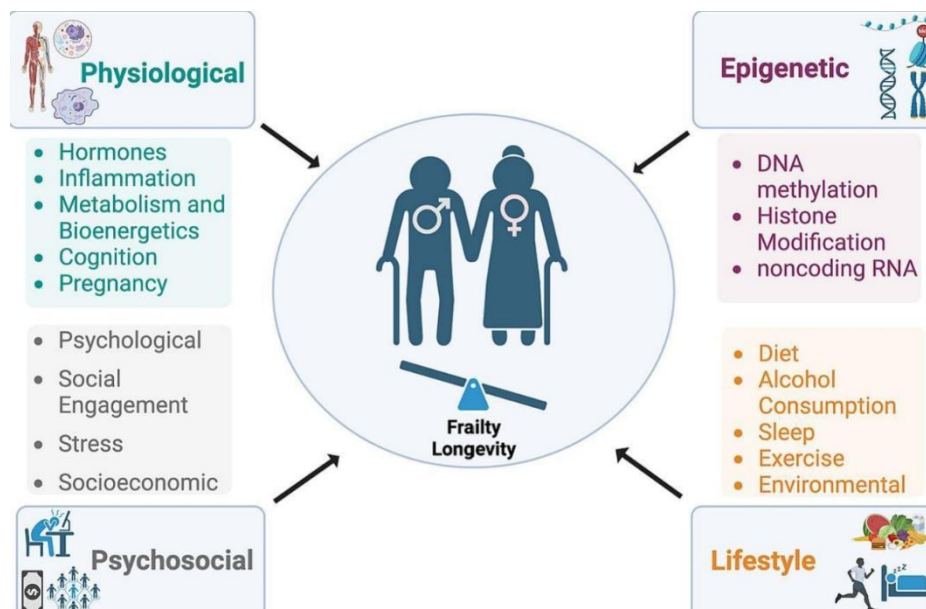 Physiological
• Hormones
• Inflammation
• Metabolism and
Bioenergetics
• Cognition
• Pregnancy
Epigenetic
• DNA
methylation
• Histone
Modification
• noncoding RNA
Frailty
Longevity
• Psychological
• Social
Engagement
• Stress
• Socioeconomic
Psychosocial
• Diet
• Alcohol
Consumption
• Sleep
• Exercise
• Environmental
Lifestyle